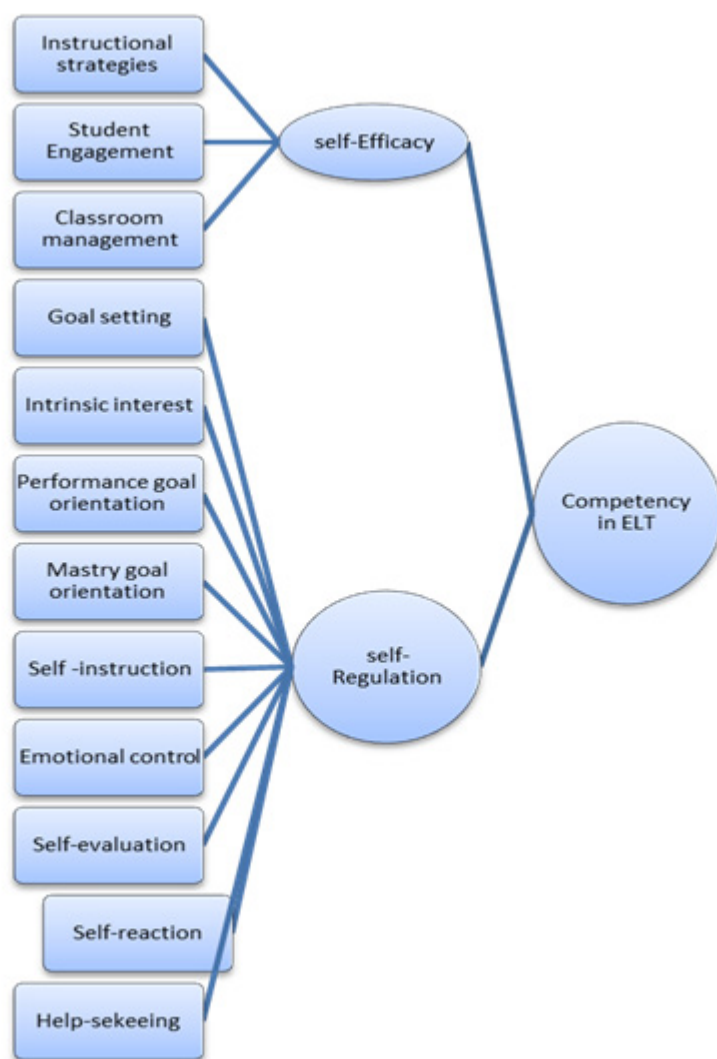 Instructional
strategies
Student
Engagement
Classroom
management
Goal setting
Intrinsic interest
Performance goal
orientation
Mastry goal
orientation
Self -instruction
Emotional control
Self-evaluation
Self-reaction
Help-sekeeing
self-Efficacy
self-
Regulation
Competency
in ELT